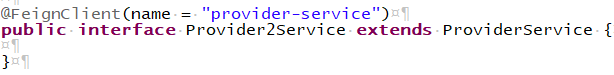 @FeignClient(name = "provider-service")
public interface Provider2Service extends ProviderService {

}